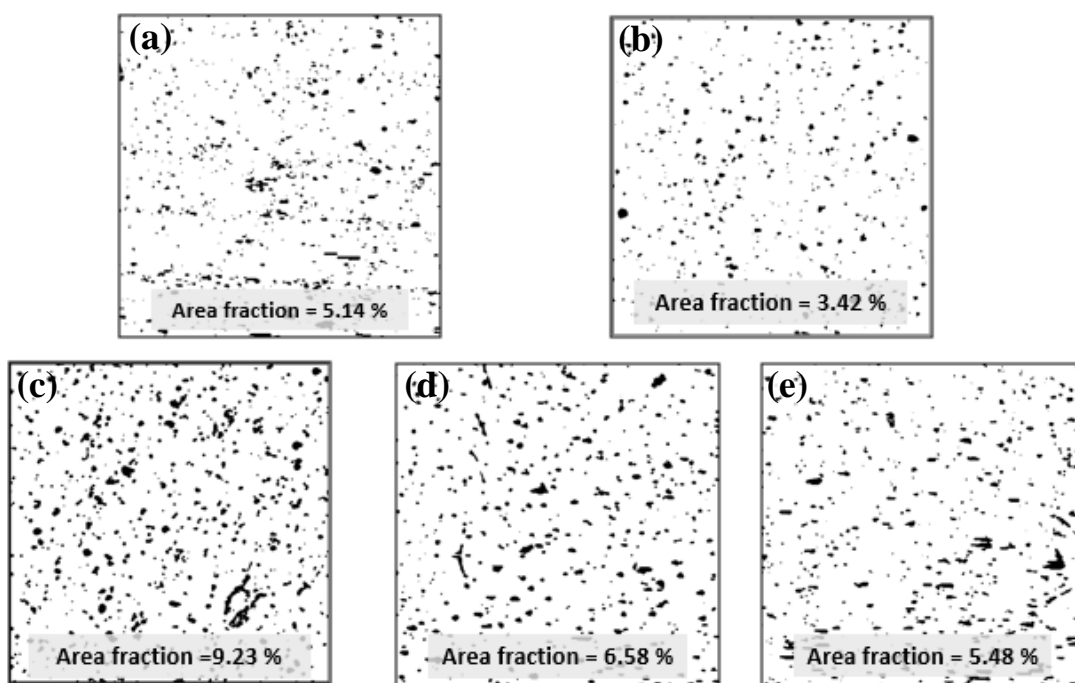 (a)
Area fraction = 5.14 %
(b)
Area fraction = 3.42 %
(c)
Area fraction =9.23 %
(d)
Area fraction = 6.58 %
(e)
Area fraction = 5.48 %